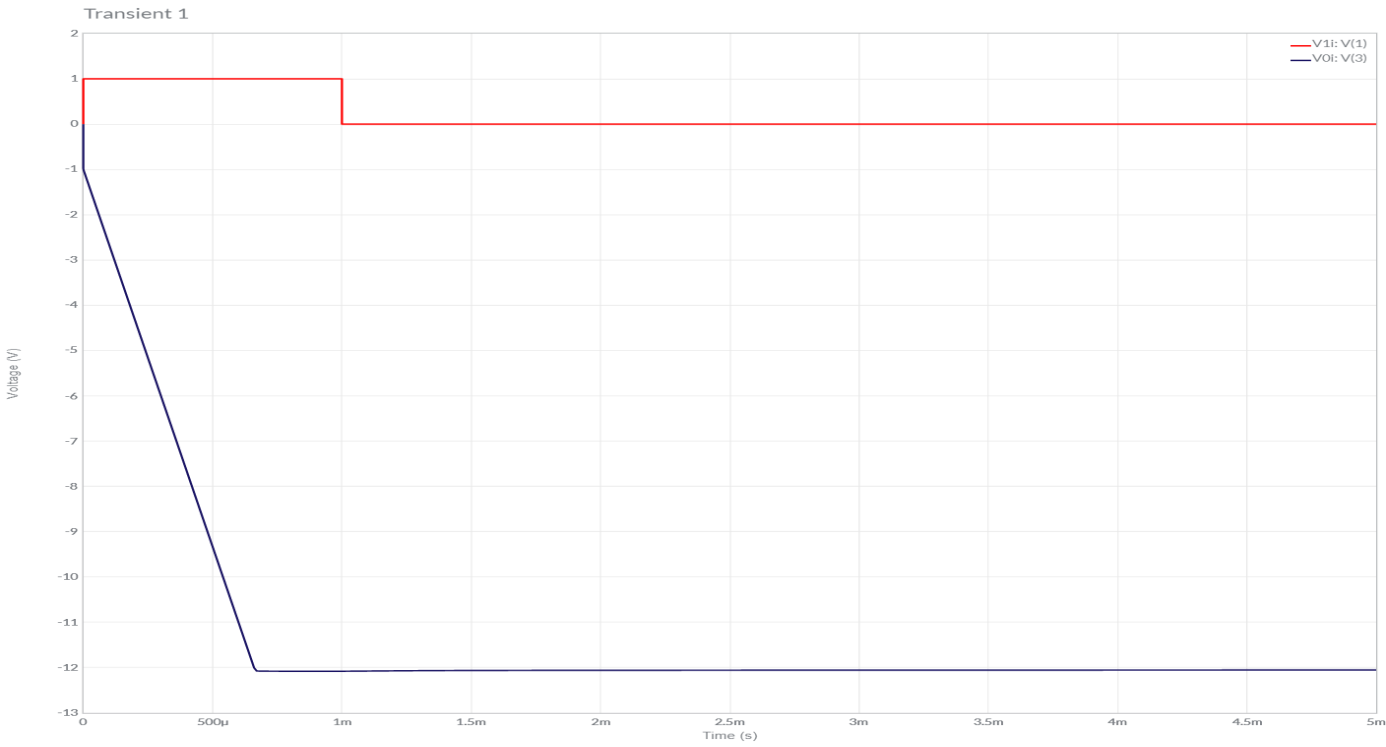 Transient 1
V1i: V(1)
V0i: V(3)
2
1
0
-1
-2
-3
-4
-5
-6
-7
-8
-9
-10
-11
-12
-13
Voltage (V)
0 500µ 1m 1.5m 2m 2.5m 3m 3.5m 4m 4.5m 5m
Time (s)